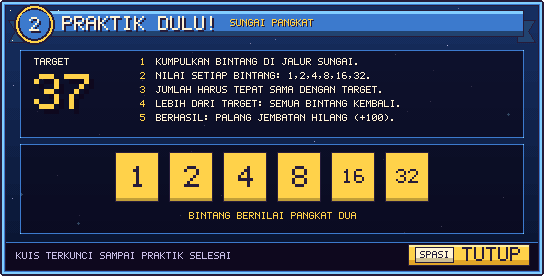 2 PRAKTIK DULU! SUNGAI PANGKAT
TARGET
37
1 KUMPULKAN BINTANG DI JALUR SUNGAI.
2 NILAI SETIAP BINTANG: 1,2,4,8,16,32.
3 JUMLAH HARUS TEPAT SAMA DENGAN TARGET.
4 LEBIH DARI TARGET: SEMUA BINTANG KEMBALI.
5 BERHASIL: PALANG JEMBATAN HILANG (+100).
1 2 4 8 16 32
BINTANG BERNILAI PANGKAT DUA
KUIS TERKUNCI SAMPAI PRAKTIK SELESAI
SPASI TUTUP